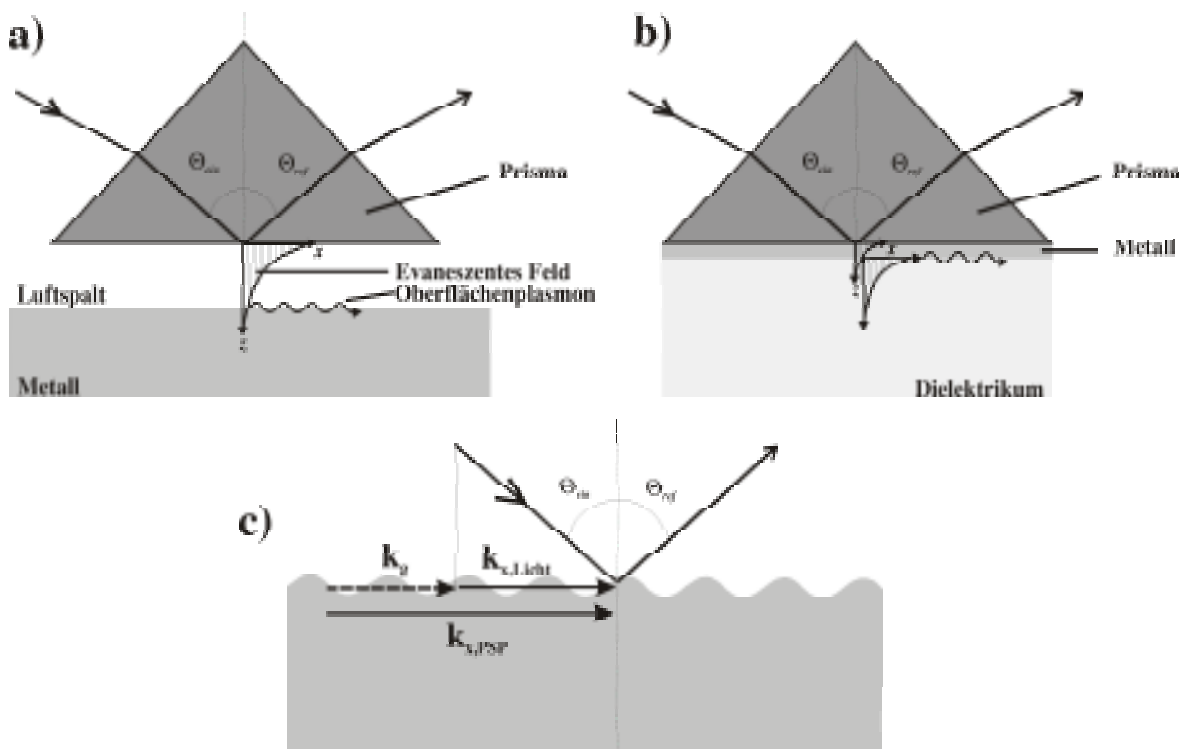 a)
Θein
Θref
Prisma
x
Evaneszentes Feld
Oberflächenplasmon
Luftspalt
z
Metall
b)
Θein
Θref
Prisma
Metall
x
z
Dielektrikum
c)
Θein
Θref
kg
kx,Licht
kx,PSP